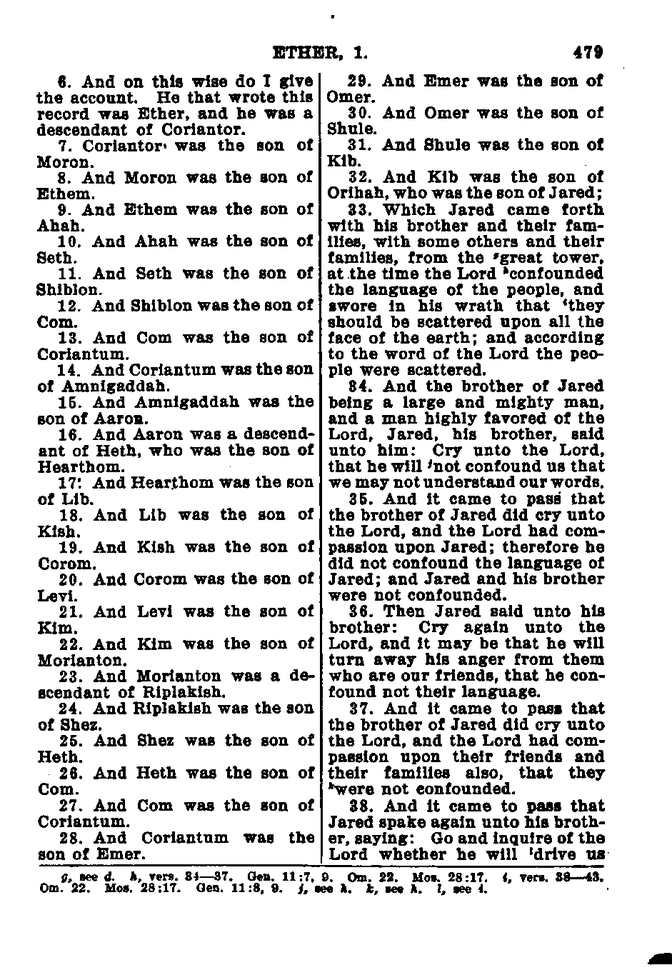 ETHER, 1. 479
6. And on this wise do I give
the account. He that wrote this
record was Ether, and he was a
descendant of Coriantor.
7. Coriantor was the son of
Moron.
8. And Moron was the son of
Ethem.
9. And Ethem was the son of
Ahah.
10. And Ahah was the son of
Seth.
11. And Seth was the son of
Shiblon.
12. And Shiblon was the son of
Com.
13. And Com was the son of
Coriantum.
14. And Coriantum was the son
of Amnigaddah.
15. And Amnigaddah was the
son of Aaron.
16. And Aaron was a descend-
ant of Heth, who was the son of
Hearthom.
17. And Hearthom was the son
of Lib.
18. And Lib was the son of
Kish.
19. And Kish was the son of
Corom.
20. And Corom was the son of
Levi.
21. And Levi was the son of
Kim.
22. And Kim was the son of
Morianton.
23. And Morianton was a de-
scendant of Riplakish.
24. And Riplakish was the son
of Shez.
25. And Shez was the son of
Heth.
26. And Heth was the son of
Com.
27. And Com was the son of
Coriantum.
28. And Coriantum was the
son of Emer.
29. And Emer was the son of
Omer.
30. And Omer was the son of
Shule.
31. And Shule was the son of
Kib.
32. And Kib was the son of
Orihah, who was the son of Jared;
33. Which Jared came forth
with his brother and their fam-
ilies, with some others and their
families, from the ᵍgreat tower,
at the time the Lord ʰconfounded
the language of the people, and
swore in his wrath that ⁱthey
should be scattered upon all the
face of the earth; and according
to the word of the Lord the peo-
ple were scattered.
34. And the brother of Jared
being a large and mighty man,
and a man highly favored of the
Lord, Jared, his brother, said
unto him: Cry unto the Lord,
that he will ʲnot confound us that
we may not understand our words.
35. And it came to pass that
the brother of Jared did cry unto
the Lord, and the Lord had com-
passion upon Jared; therefore he
did not confound the language of
Jared; and Jared and his brother
were not confounded.
36. Then Jared said unto his
brother: Cry again unto the
Lord, and it may be that he will
turn away his anger from them
who are our friends, that he con-
found not their language.
37. And it came to pass that
the brother of Jared did cry unto
the Lord, and the Lord had com-
passion upon their friends and
their families also, that they
ᵏwere not confounded.
38. And it came to pass that
Jared spake again unto his broth-
er, saying: Go and inquire of the
Lord whether he will ˡdrive us
g, see d. h, vers. 34—37. Gen. 11:7, 9. Om. 22. Mos. 28:17. i, vers. 38—43.
Om. 22. Mos. 28:17. Gen. 11:8, 9. j, see h. k, see h. l, see i.